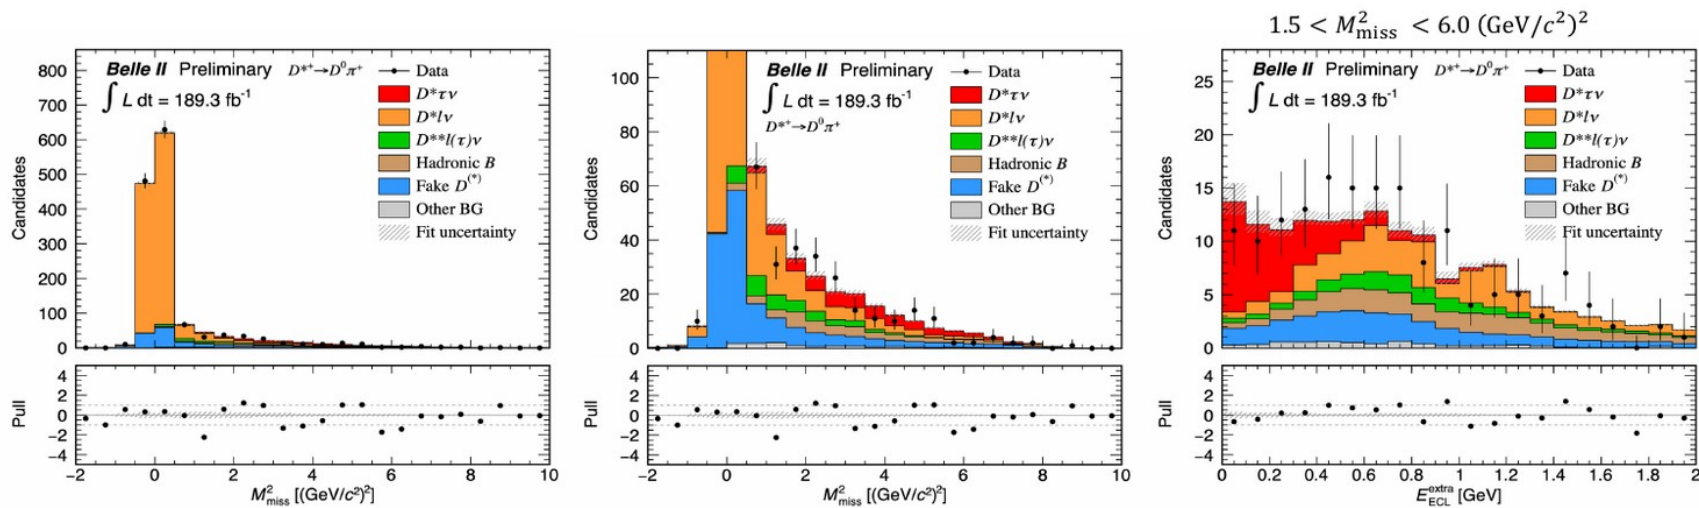 1.5 < M²miss < 6.0 (GeV/c²)²
Belle II Preliminary
D*⁺→D⁰π⁺
∫ L dt = 189.3 fb⁻¹
Data
D*τν
D*lν
D**l(τ)ν
Hadronic B
Fake D⁽*⁾
Other BG
Fit uncertainty
Candidates
800
700
600
500
400
300
200
100
0
Pull
4
2
0
−2
−4
−2 0 2 4 6 8 10
M²miss [(GeV/c²)²]
Belle II Preliminary
∫ L dt = 189.3 fb⁻¹
D*⁺→D⁰π⁺
Data
D*τν
D*lν
D**l(τ)ν
Hadronic B
Fake D⁽*⁾
Other BG
Fit uncertainty
Candidates
100
80
60
40
20
0
Pull
4
2
0
−2
−4
−2 0 2 4 6 8 10
M²miss [(GeV/c²)²]
Belle II Preliminary
D*⁺→D⁰π⁺
∫ L dt = 189.3 fb⁻¹
Data
D*τν
D*lν
D**l(τ)ν
Hadronic B
Fake D⁽*⁾
Other BG
Fit uncertainty
Candidates
25
20
15
10
5
0
Pull
4
2
0
−2
−4
0 0.2 0.4 0.6 0.8 1 1.2 1.4 1.6 1.8 2
E^extra_ECL [GeV]